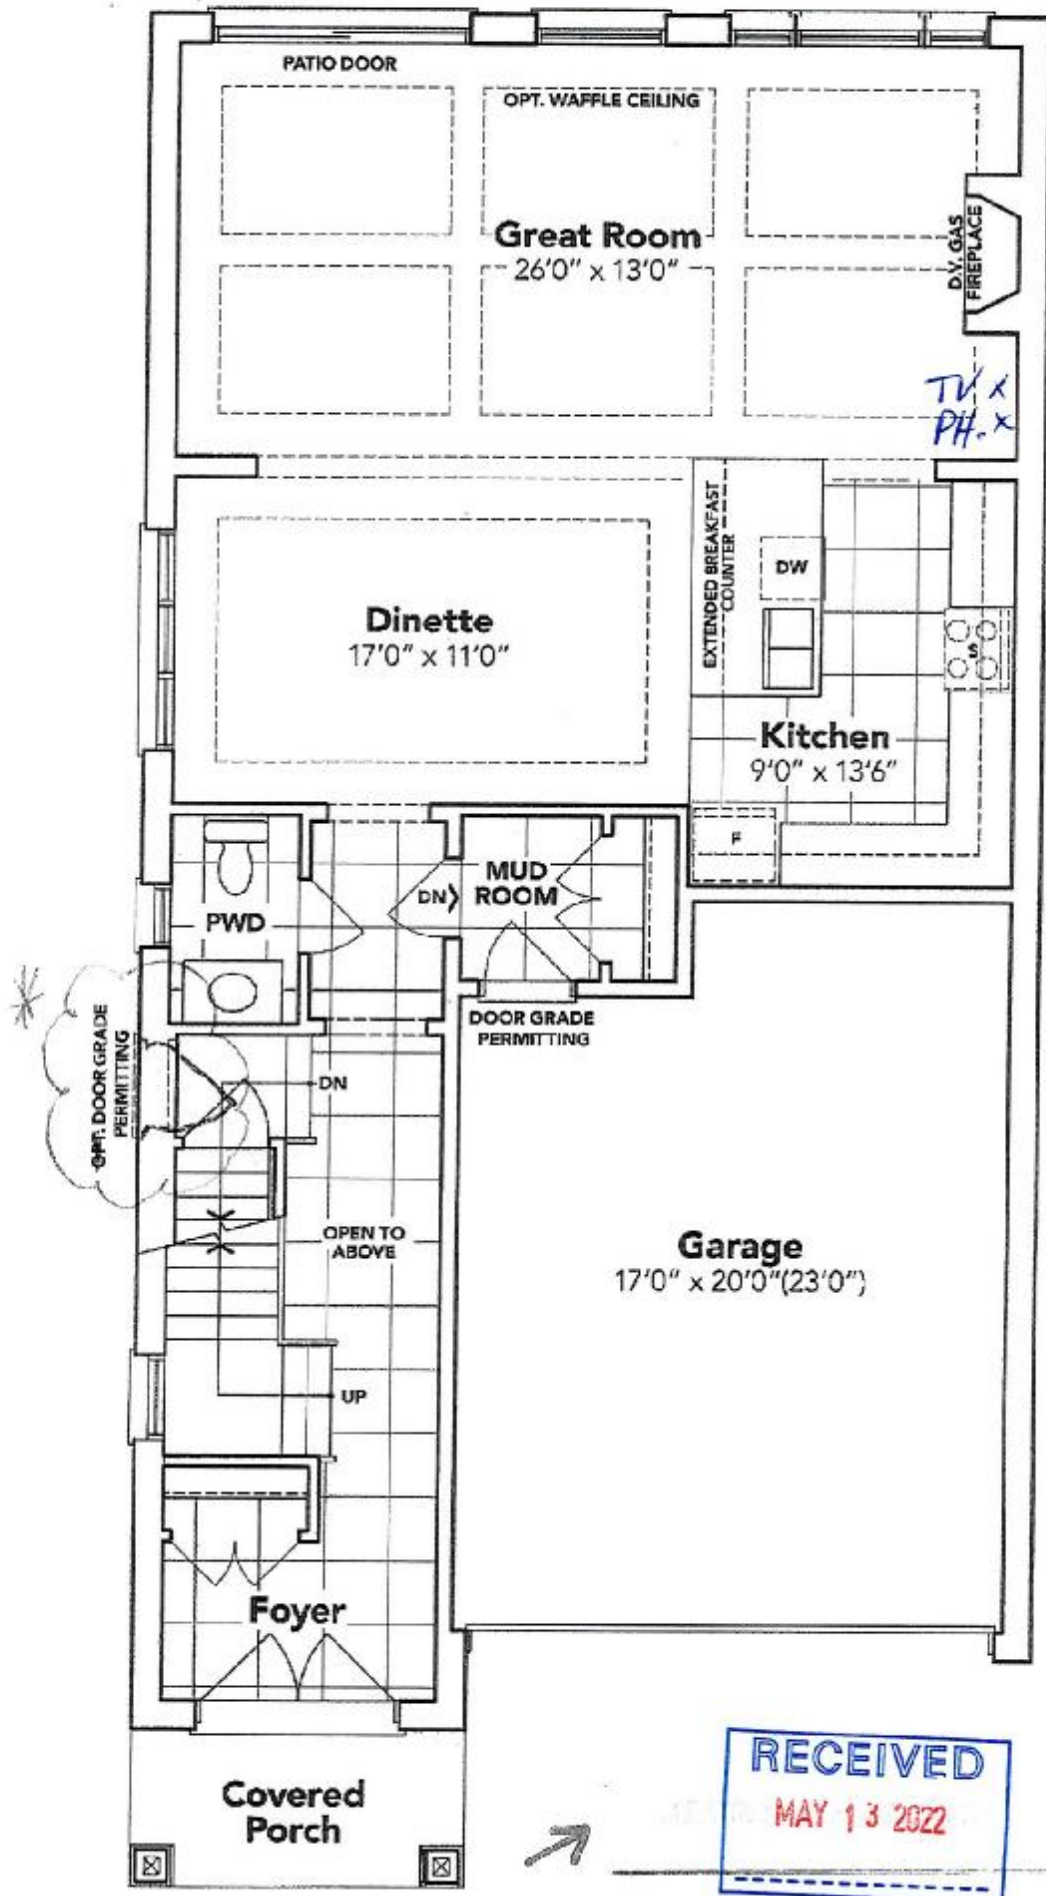 PATIO DOOR
OPT. WAFFLE CEILING
Great Room
26'0" x 13'0"
D.V. GAS
FIREPLACE
TV x
PH. x
EXTENDED BREAKFAST
COUNTER
DW
Dinette
17'0" x 11'0"
S
Kitchen
9'0" x 13'6"
F
MUD
ROOM
DN
PWD
DOOR GRADE
PERMITTING
OPT. DOOR GRADE
PERMITTING
DN
OPEN TO
ABOVE
Garage
17'0" x 20'0"(23'0")
UP
Foyer
Covered
Porch
RECEIVED
MAY 13 2022